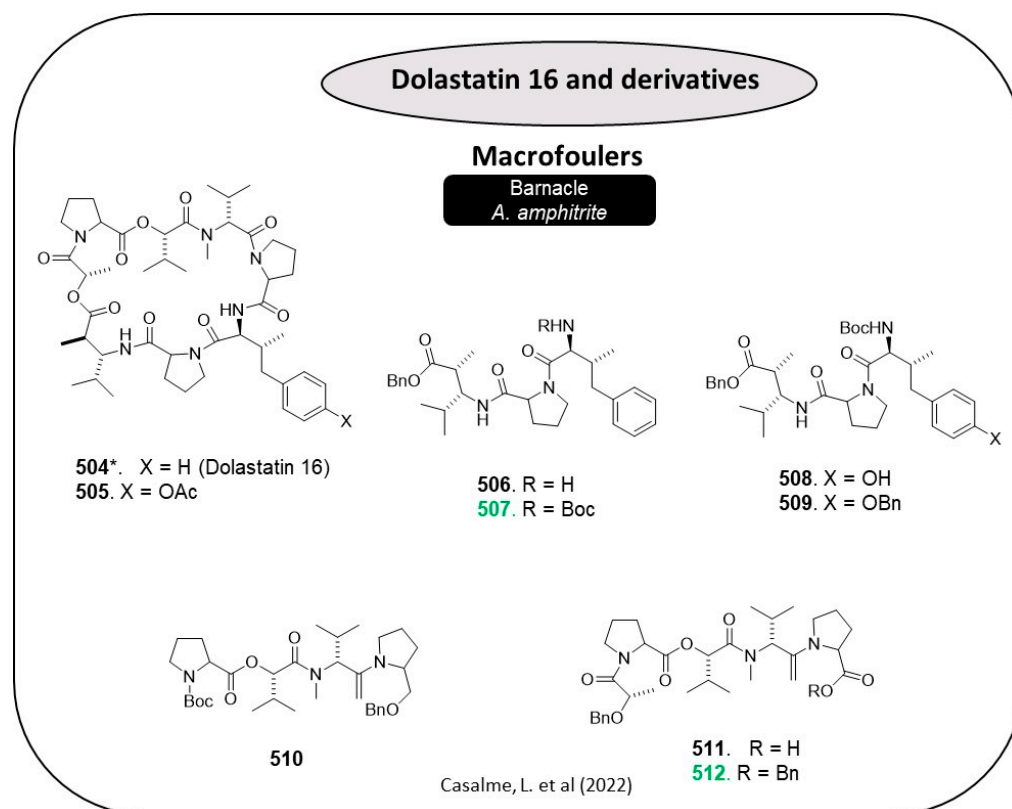 Dolastatin 16 and derivatives
Macrofoulers
Barnacle
A. amphitrite
O
N
O
O
O
O
N
O
N
O
O
O
HN
O
O
H
N
O
N
O
X
504*. X = H (Dolastatin 16)
505. X = OAc
RHN
O
O
BnO
O
N
N
H
506. R = H
507. R = Boc
BocHN
O
O
BnO
O
N
N
H
X
508. X = OH
509. X = OBn
N
Boc
O
O
O
N
N
BnO
510
N
O
BnO
O
O
O
N
N
RO
O
511. R = H
512. R = Bn
Casalme, L. et al (2022)